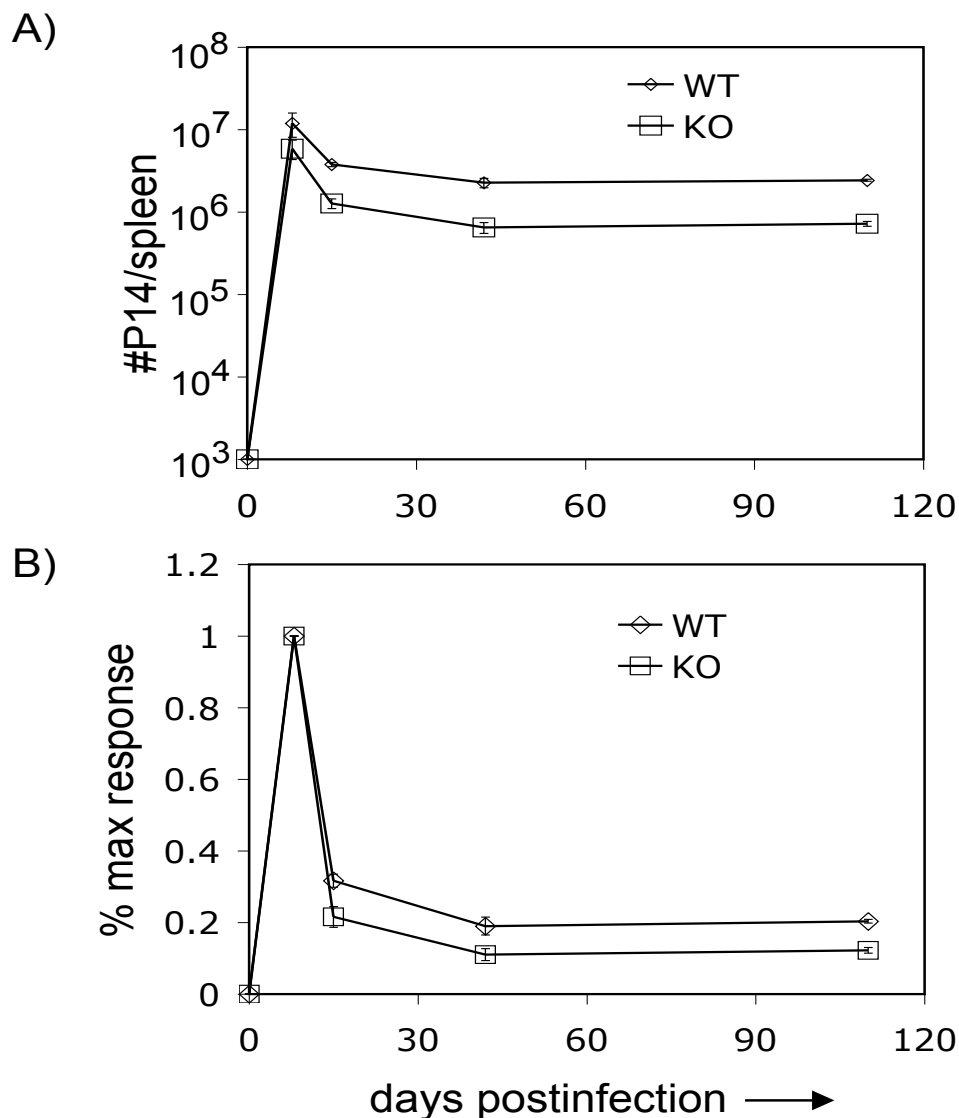 A)
#P14/spleen
10^8
10^7
10^6
10^5
10^4
10^3
WT
KO
0 30 60 90 120
B)
% max response
1.2
1
0.8
0.6
0.4
0.2
0
WT
KO
0 30 60 90 120
days postinfection →